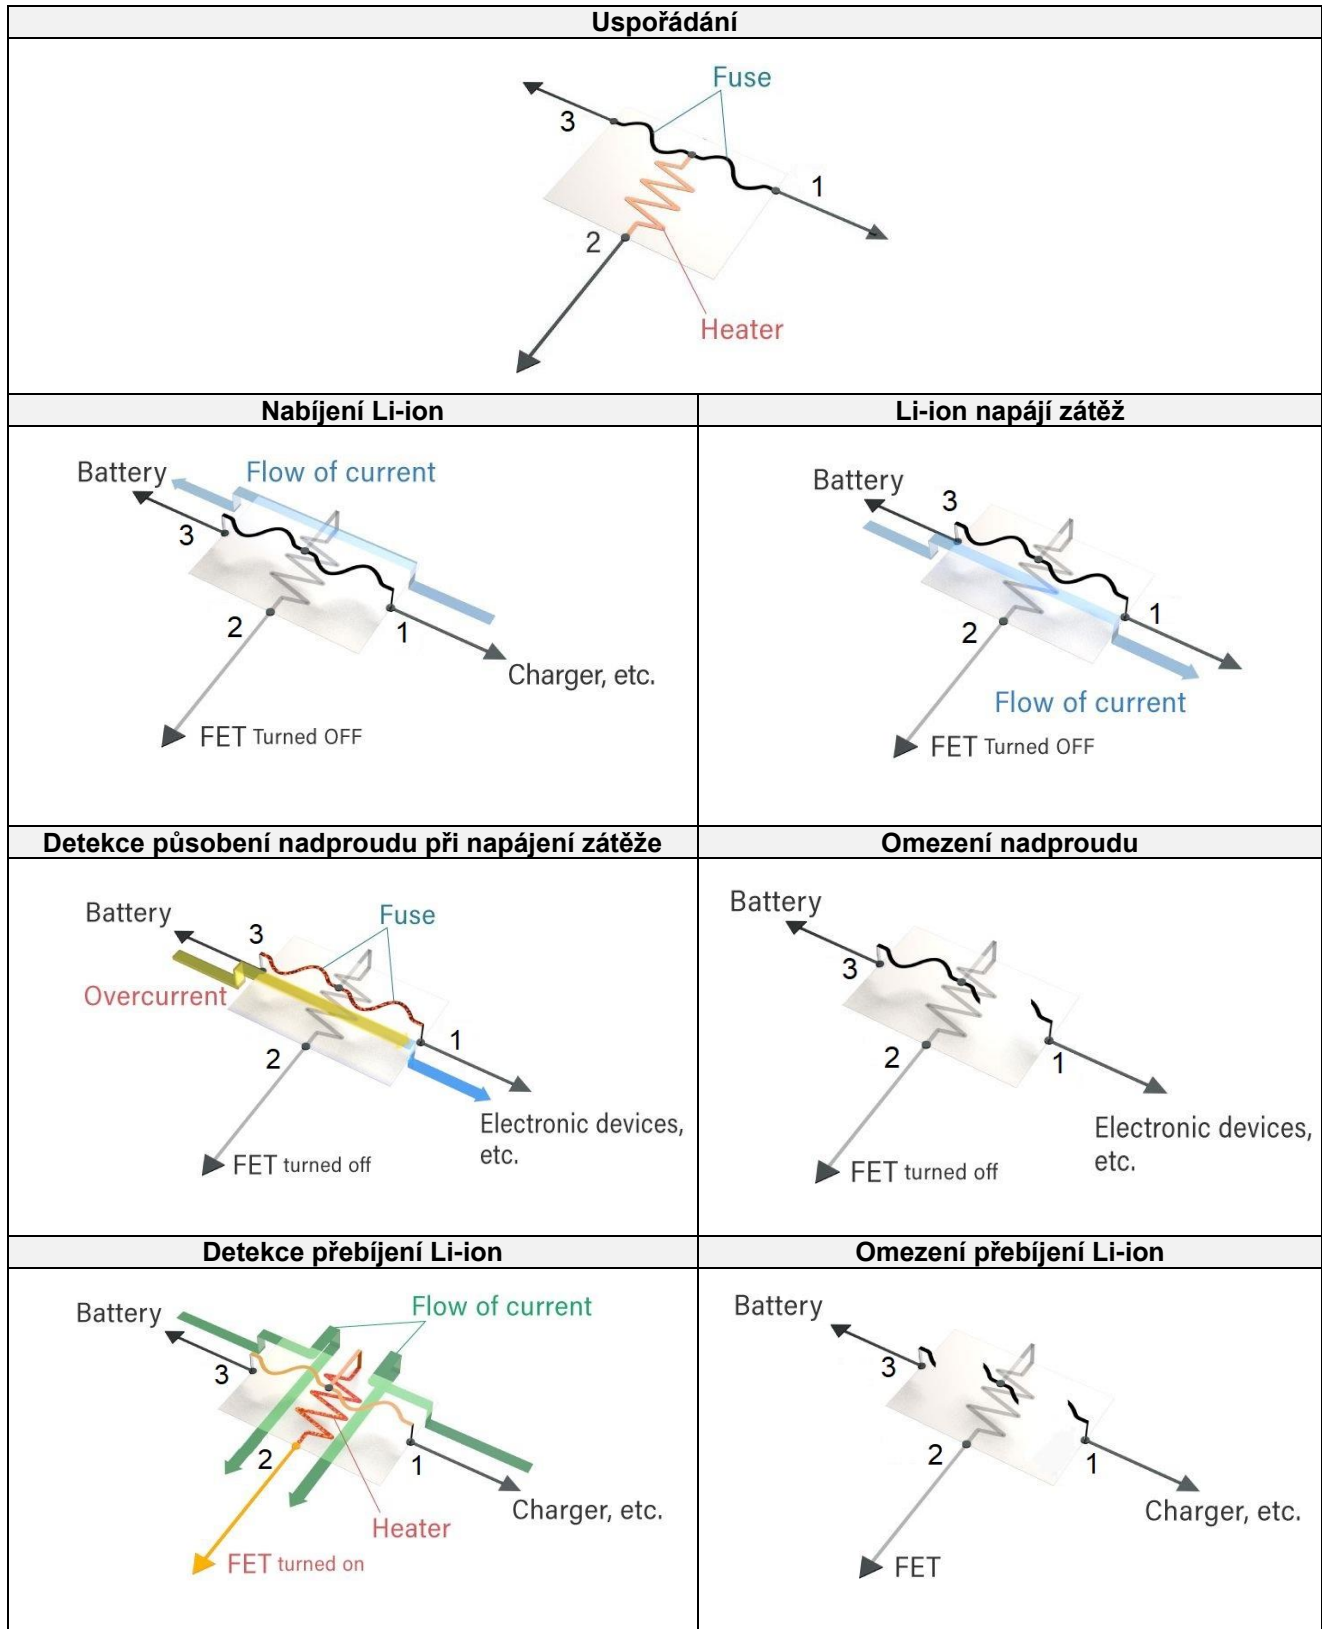 Uspořádání
Fuse
3
1
2
Heater
Nabíjení Li-ion
Li-ion napájí zátěž
Battery
Flow of current
3
2
1
Charger, etc.
FET Turned OFF
Battery
3
1
2
Flow of current
FET Turned OFF
Detekce působení nadproudu při napájení zátěže
Omezení nadproudu
Battery
Fuse
3
Overcurrent
1
2
Electronic devices,
etc.
FET turned off
Battery
3
2
1
Electronic devices,
etc.
FET turned off
Detekce přebíjení Li-ion
Omezení přebíjení Li-ion
Battery
Flow of current
3
2
1
Charger, etc.
Heater
FET turned on
Battery
3
2
1
Charger, etc.
FET